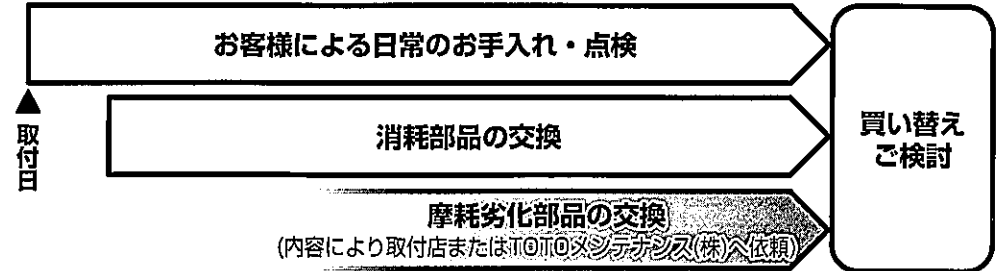 お客様による日常のお手入れ・点検
取付日
消耗部品の交換
買い替え
ご検討
摩耗劣化部品の交換
(内容により取付店またはTOTOメンテナンス(株)へ依頼)